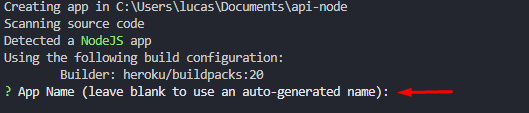 Creating app in C:\Users\lucas\Documents\api-node
Scanning source code
Detected a NodeJS app
Using the following build configuration:
Builder: heroku/buildpacks:20
? App Name (leave blank to use an auto-generated name):